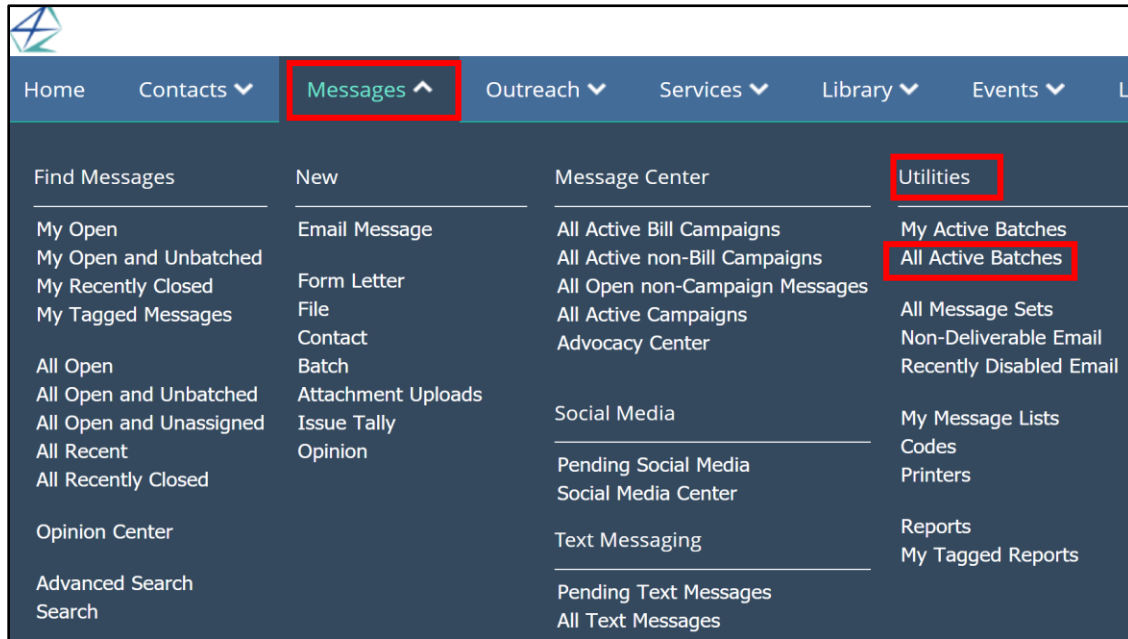 Home Contacts Messages Outreach Services Library Events L
Find Messages
My Open
My Open and Unbatched
My Recently Closed
My Tagged Messages
All Open
All Open and Unbatched
All Open and Unassigned
All Recent
All Recently Closed
Opinion Center
Advanced Search
Search
New
Email Message
Form Letter
File
Contact
Batch
Attachment Uploads
Issue Tally
Opinion
Message Center
All Active Bill Campaigns
All Active non-Bill Campaigns
All Open non-Campaign Messages
All Active Campaigns
Advocacy Center
Social Media
Pending Social Media
Social Media Center
Text Messaging
Pending Text Messages
All Text Messages
Utilities
My Active Batches
All Active Batches
All Message Sets
Non-Deliverable Email
Recently Disabled Email
My Message Lists
Codes
Printers
Reports
My Tagged Reports